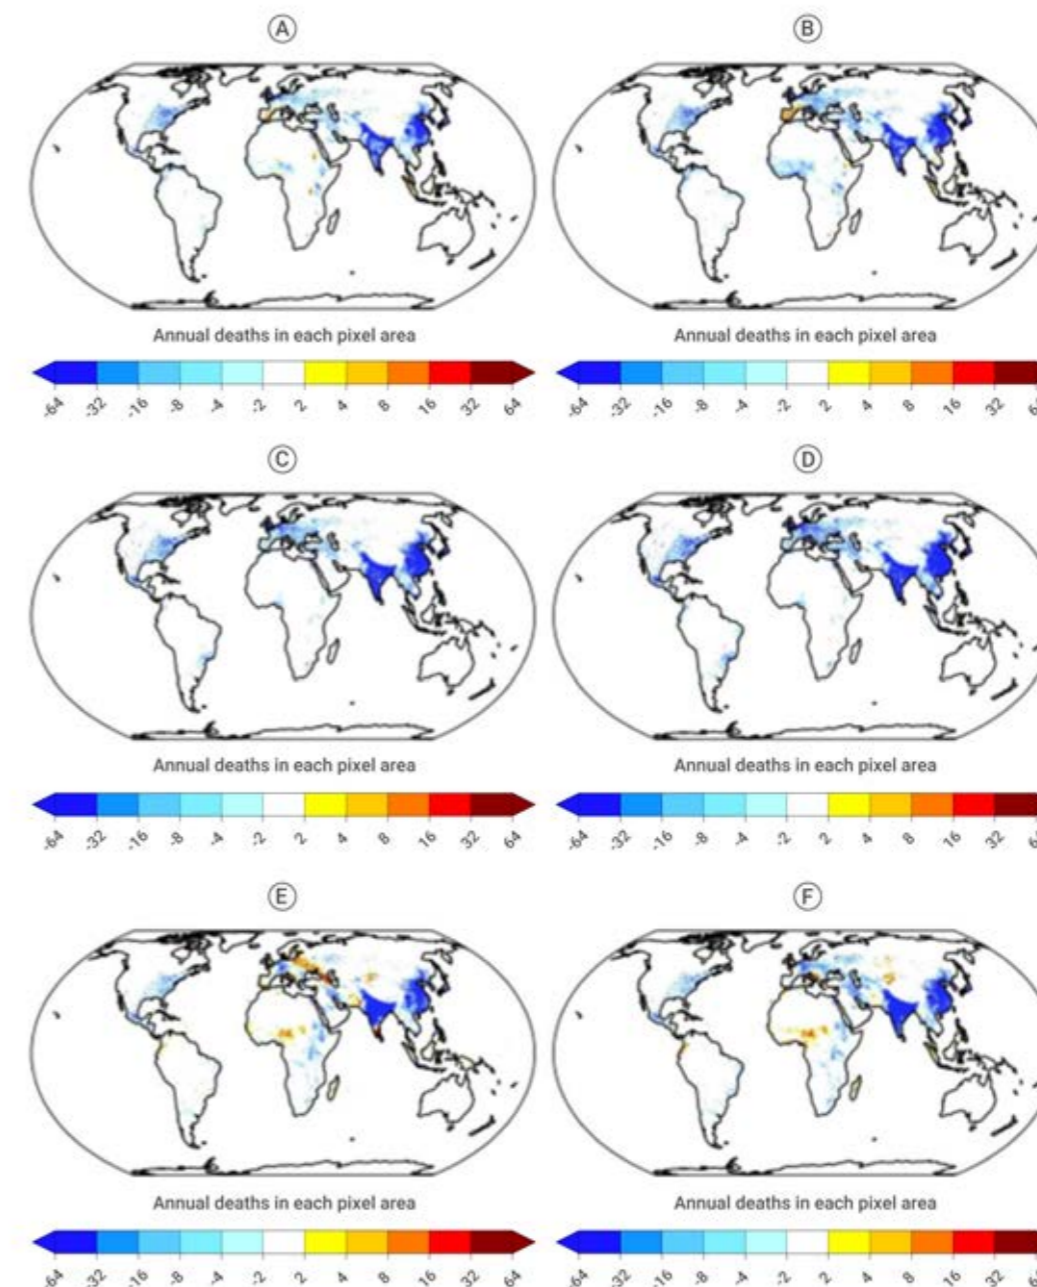 A
B
Annual deaths in each pixel area
Annual deaths in each pixel area
-64 -32 -16 -8 -4 -2 2 4 8 16 32 64
-64 -32 -16 -8 -4 -2 2 4 8 16 32
C
D
Annual deaths in each pixel area
Annual deaths in each pixel area
-64 -32 -16 -8 -4 -2 2 4 8 16 32 64
-64 -32 -16 -8 -4 -2 2 4 8 16 32
E
F
Annual deaths in each pixel area
Annual deaths in each pixel area
-64 -32 -16 -8 -4 -2 2 4 8 16 32 64
-64 -32 -16 -8 -4 -2 2 4 8 16 32